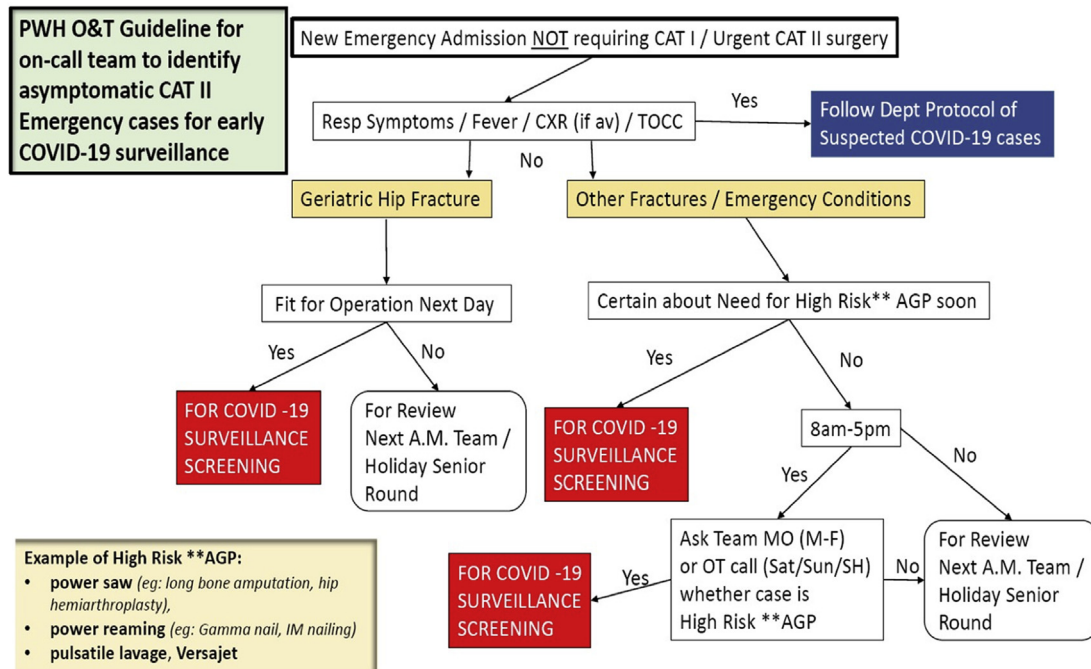 PWH O&T Guideline for
on-call team to identify
asymptomatic CAT II
Emergency cases for early
COVID-19 surveillance
New Emergency Admission NOT requiring CAT I / Urgent CAT II surgery
Resp Symptoms / Fever / CXR (if av) / TOCC
Yes
Follow Dept Protocol of
Suspected COVID-19 cases
No
Geriatric Hip Fracture
Other Fractures / Emergency Conditions
Fit for Operation Next Day
Certain about Need for High Risk** AGP soon
Yes
No
Yes
No
FOR COVID -19
SURVEILLANCE
SCREENING
For Review
Next A.M. Team /
Holiday Senior
Round
FOR COVID -19
SURVEILLANCE
SCREENING
8am-5pm
Yes
No
Ask Team MO (M-F)
or OT call (Sat/Sun/SH)
whether case is
High Risk **AGP
Yes
No
FOR COVID -19
SURVEILLANCE
SCREENING
For Review
Next A.M. Team /
Holiday Senior
Round
Example of High Risk **AGP:
• power saw (eg: long bone amputation, hip
hemiarthroplasty),
• power reaming (eg: Gamma nail, IM nailing)
• pulsatile lavage, Versajet